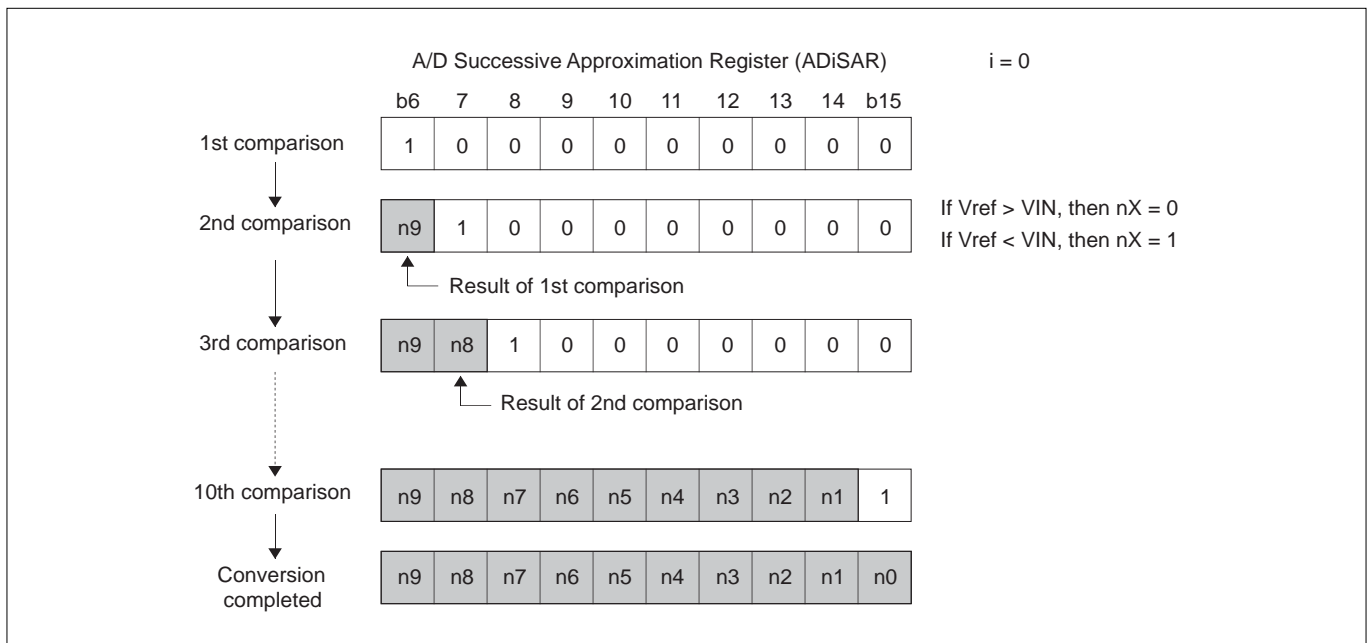 A/D Successive Approximation Register (ADiSAR) i = 0
b6 7 8 9 10 11 12 13 14 b15
1st comparison 1 0 0 0 0 0 0 0 0 0
2nd comparison n9 1 0 0 0 0 0 0 0 0
If Vref > VIN, then nX = 0
If Vref < VIN, then nX = 1
Result of 1st comparison
3rd comparison n9 n8 1 0 0 0 0 0 0 0
Result of 2nd comparison
10th comparison n9 n8 n7 n6 n5 n4 n3 n2 n1 1
Conversion
completed
n9 n8 n7 n6 n5 n4 n3 n2 n1 n0